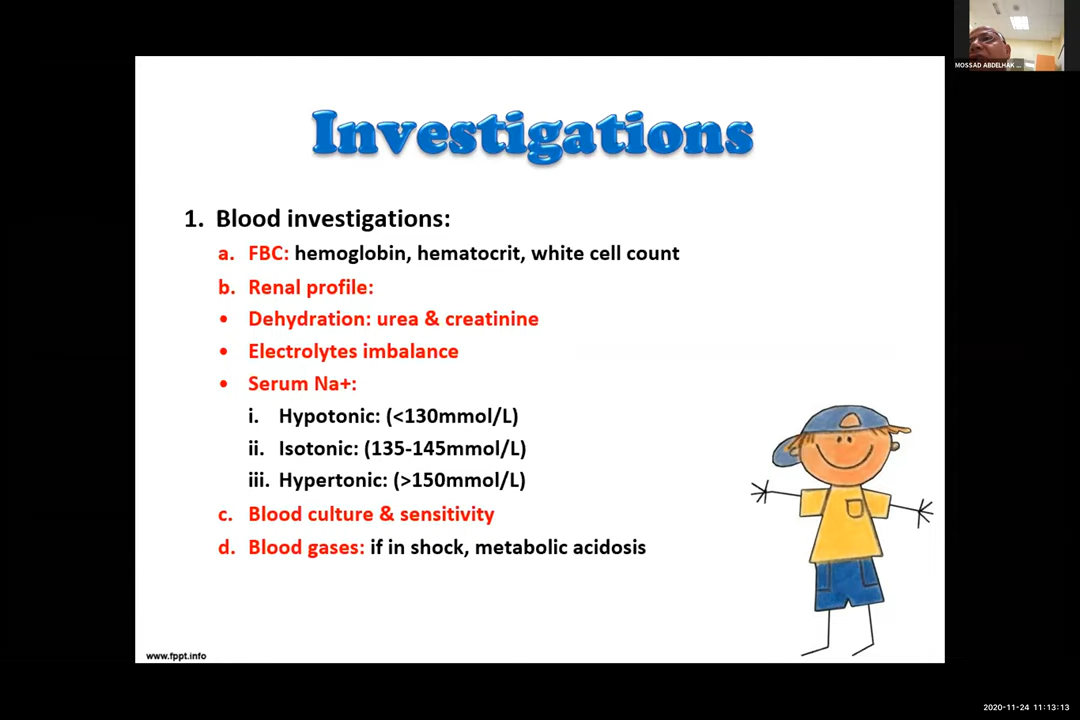 MOSSAD ABDELHAK ...
Investigations
1. Blood investigations:
a. FBC: hemoglobin, hematocrit, white cell count
b. Renal profile:
• Dehydration: urea & creatinine
• Electrolytes imbalance
• Serum Na+:
i. Hypotonic: (<130mmol/L)
ii. Isotonic: (135-145mmol/L)
iii. Hypertonic: (>150mmol/L)
c. Blood culture & sensitivity
d. Blood gases: if in shock, metabolic acidosis
www.fppt.info
2020-11-24 11:13:13